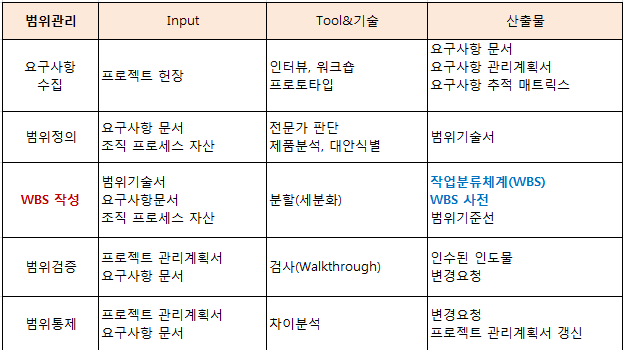 범위관리 Input Tool&기술 산출물
요구사항
수집
프로젝트 헌장
인터뷰, 워크숍
프로토타입
요구사항 문서
요구사항 관리계획서
요구사항 추적 매트릭스
범위정의
요구사항 문서
조직 프로세스 자산
전문가 판단
제품분석, 대안식별
범위기술서
WBS 작성
범위기술서
요구사항문서
조직 프로세스 자산
분할(세분화)
작업분류체계(WBS)
WBS 사전
범위기준선
범위검증
프로젝트 관리계획서
요구사항 문서
검사(Walkthrough)
인수된 인도물
변경요청
범위통제
프로젝트 관리계획서
요구사항 문서
차이분석
변경요청
프로젝트 관리계획서 갱신